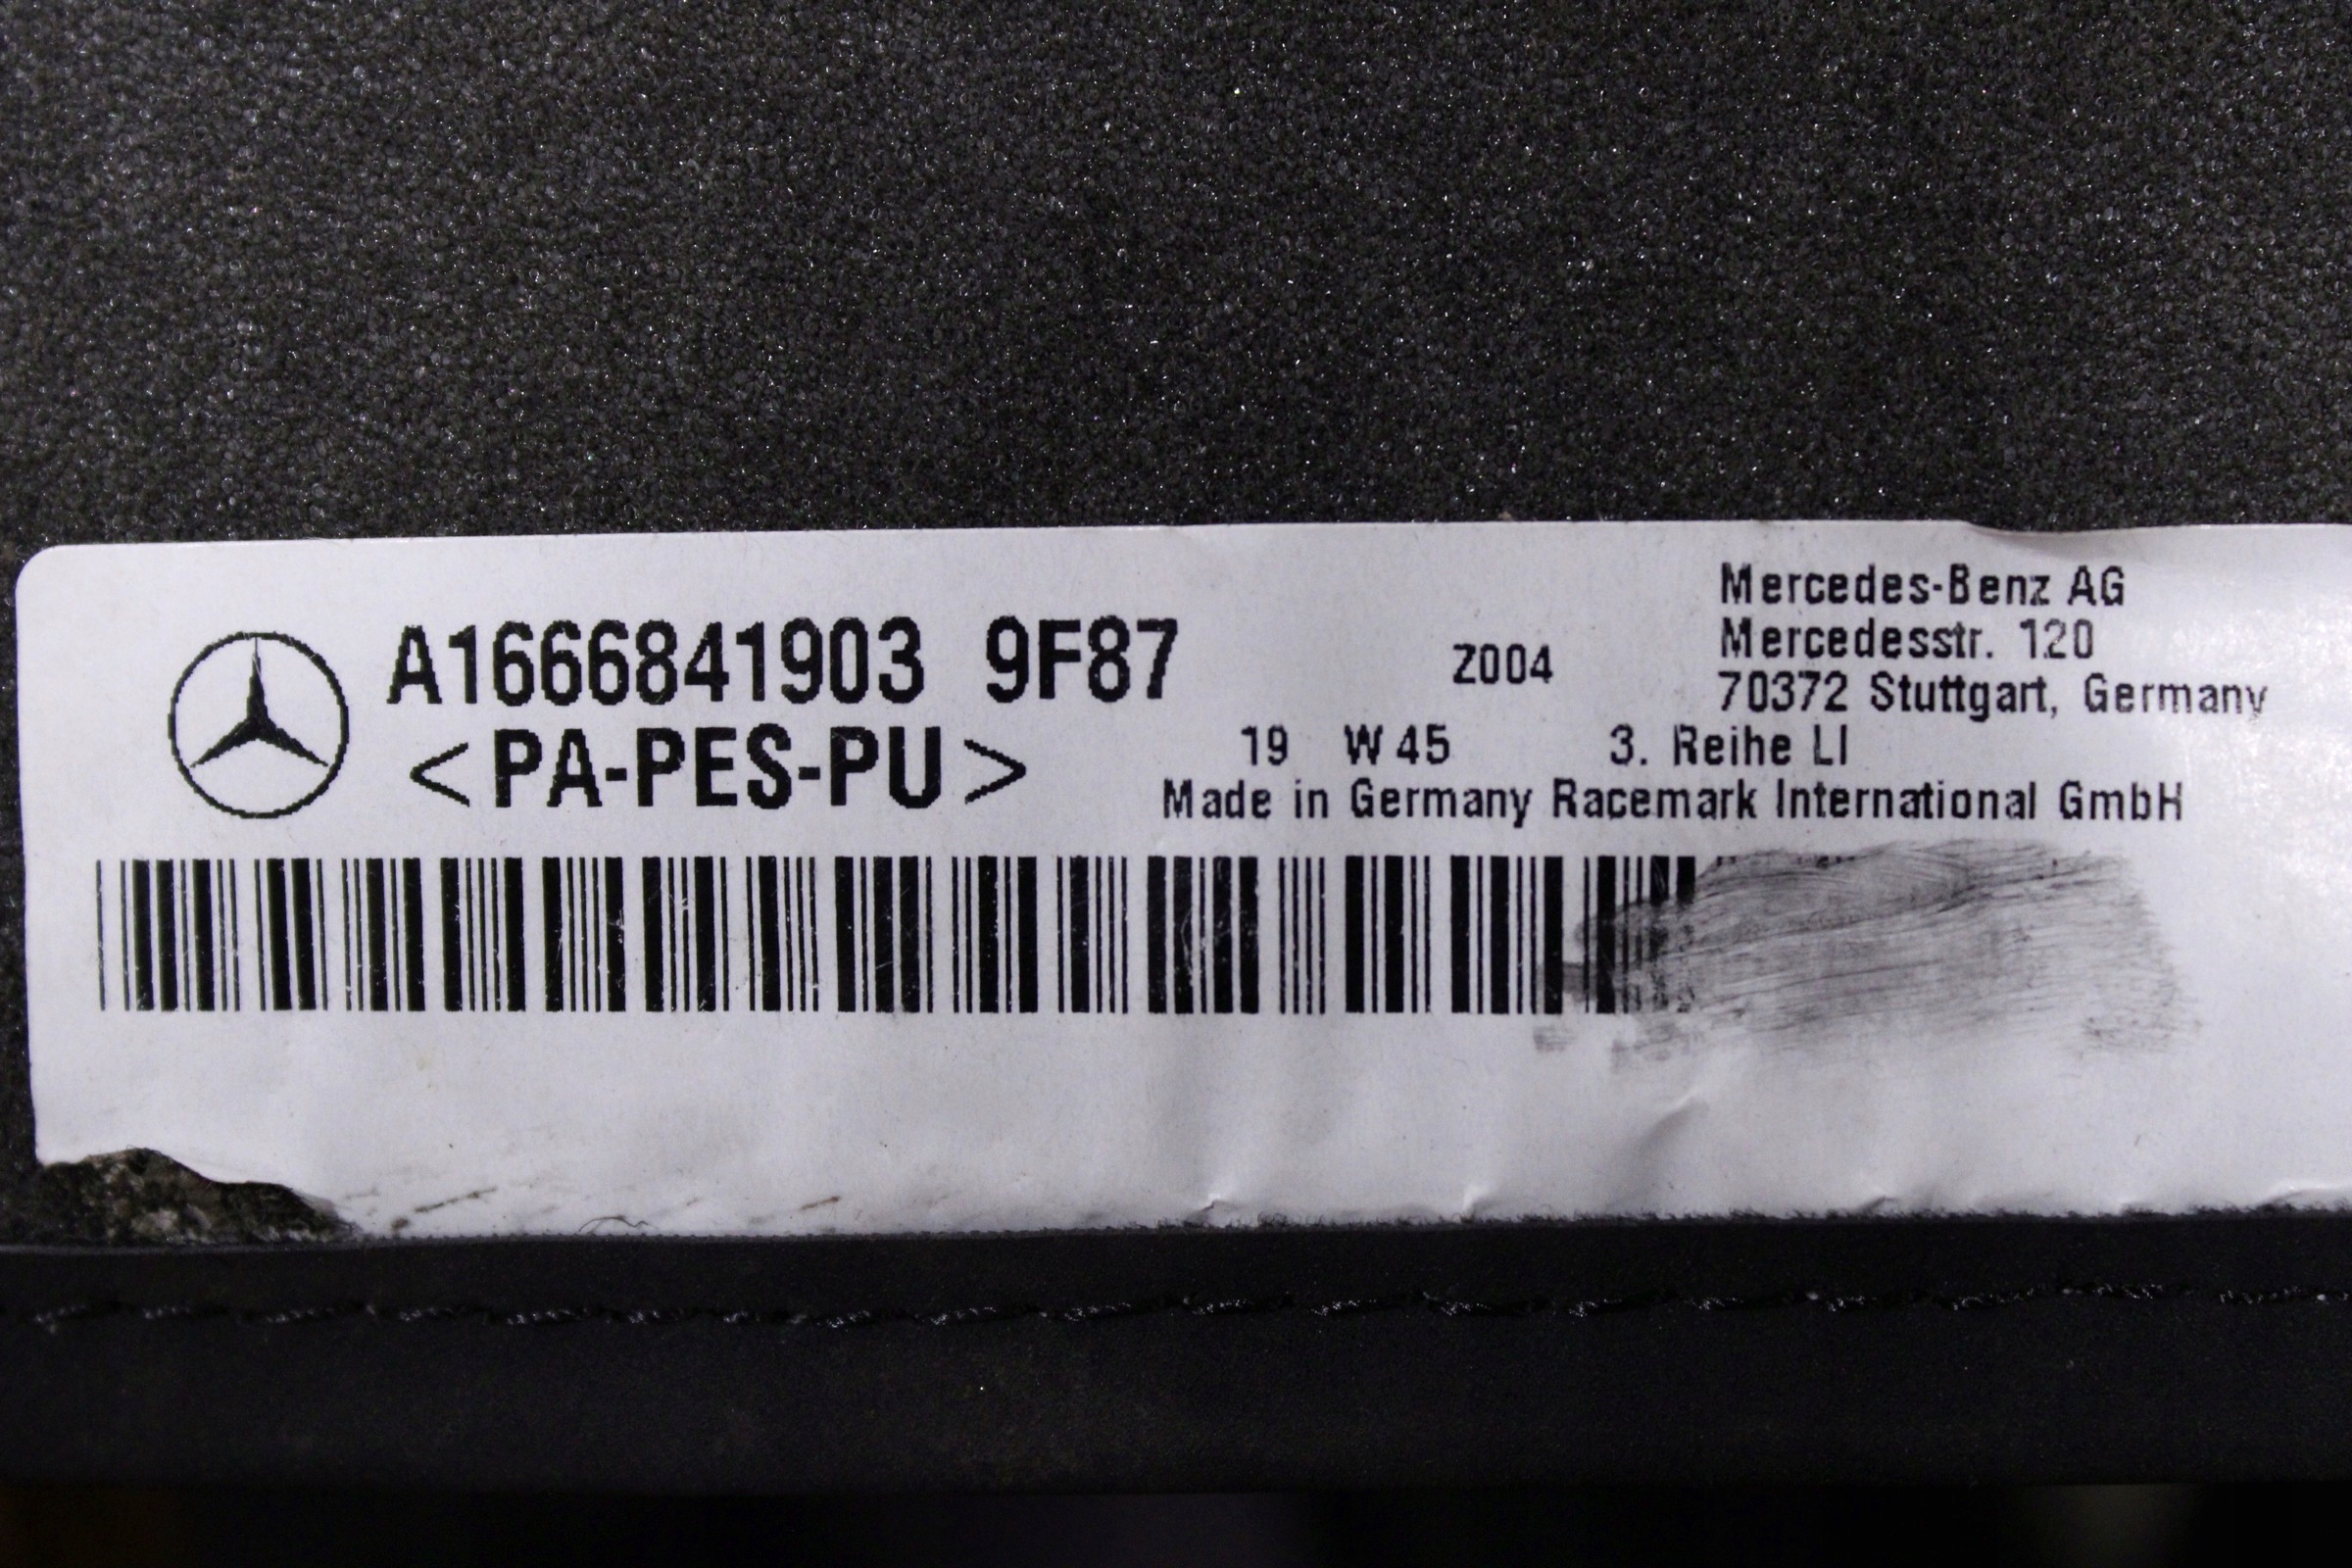 A1666841903 9F87
<PA-PES-PU>
Z004
Mercedes-Benz AG
Mercedesstr. 120
70372 Stuttgart, Germany
19 W45 3. Reihe LI
Made in Germany Racemark International GmbH